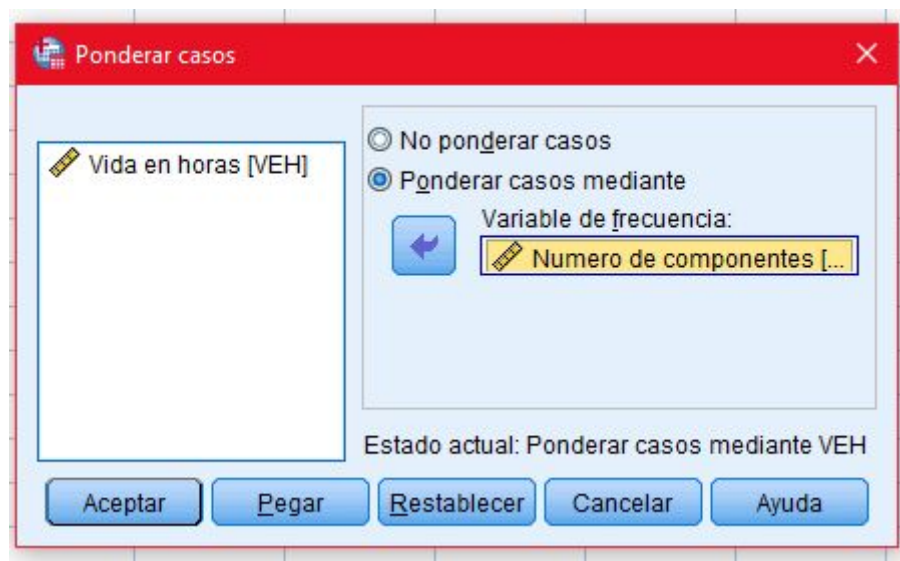 Ponderar casos
Vida en horas [VEH]
No ponderar casos
Ponderar casos mediante
Variable de frecuencia:
Numero de componentes [...
Estado actual: Ponderar casos mediante VEH
Aceptar
Pegar
Restablecer
Cancelar
Ayuda